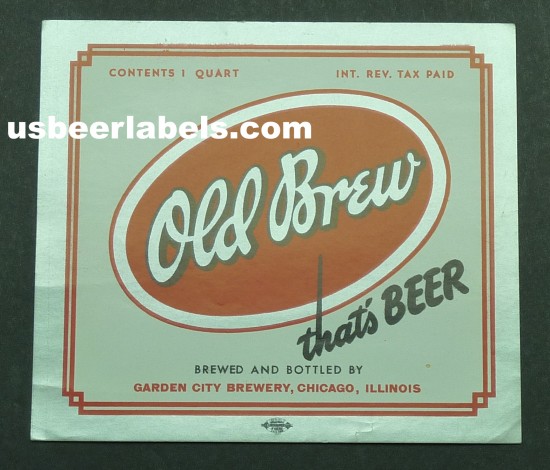 CONTENTS 1 QUART
INT. REV. TAX PAID
usbeerlabels.com
Old Brew
that's BEER
BREWED AND BOTTLED BY
GARDEN CITY BREWERY, CHICAGO, ILLINOIS